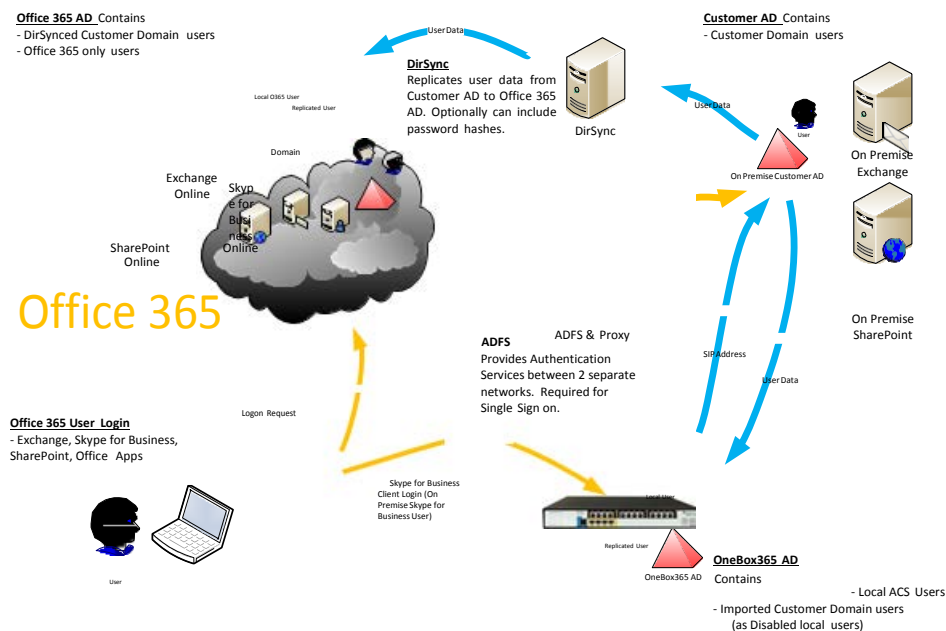 Office 365 AD Contains
- DirSynced Customer Domain users
- Office 365 only users
UserData
DirSync
Replicates user data from
Customer AD to Office 365
AD. Optionally can include
password hashes.
DirSync
Customer AD Contains
- Customer Domain users
UserData
User
On Premise Customer AD
On Premise
Exchange
On Premise
SharePoint
Local O365 User
Replicated User
Domain
Exchange
Online
Skyp
e for
Busi
ness
Online
SharePoint
Online
Office 365
ADFS & Proxy
ADFS
Provides Authentication
Services between 2 separate
networks. Required for
Single Sign on.
SIP Address
User Data
Logon Request
Office 365 User Login
- Exchange, Skype for Business,
SharePoint, Office Apps
User
Skype for Business
Client Login (On
Premise Skype for
Business User)
Local User
Replicated User
OneBox365 AD
OneBox365 AD
Contains
- Local ACS Users
- Imported Customer Domain users
(as Disabled local users)